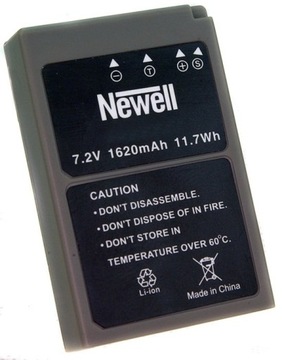 - T + S
Newell
7.2V 1620mAh 11.7Wh
CAUTION
• DON'T DISASSEMBLE.
• DON'T DISPOSE OF IN FIRE.
• DON'T STORE IN
TEMPERATURE OVER 60℃.
Li-ion
Made in China